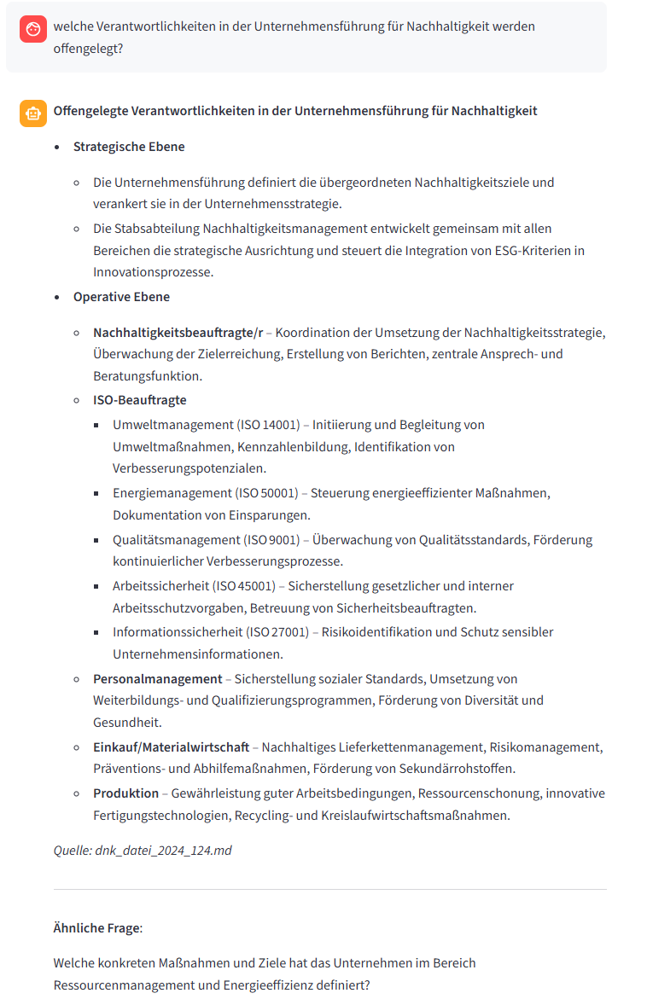 welche Verantwortlichkeiten in der Unternehmensführung für Nachhaltigkeit werden
offengelegt?
Offengelegte Verantwortlichkeiten in der Unternehmensführung für Nachhaltigkeit
• Strategische Ebene
◦ Die Unternehmensführung definiert die übergeordneten Nachhaltigkeitsziele und
verankert sie in der Unternehmensstrategie.
◦ Die Stabsabteilung Nachhaltigkeitsmanagement entwickelt gemeinsam mit allen
Bereichen die strategische Ausrichtung und steuert die Integration von ESG-Kriterien in
Innovationsprozesse.
• Operative Ebene
◦ Nachhaltigkeitsbeauftragte/r – Koordination der Umsetzung der Nachhaltigkeitsstrategie,
Überwachung der Zielerreichung, Erstellung von Berichten, zentrale Ansprech- und
Beratungsfunktion.
◦ ISO-Beauftragte
▪ Umweltmanagement (ISO 14001) – Initiierung und Begleitung von
Umweltmaßnahmen, Kennzahlenbildung, Identifikation von
Verbesserungspotenzialen.
▪ Energiemanagement (ISO 50001) – Steuerung energieeffizienter Maßnahmen,
Dokumentation von Einsparungen.
▪ Qualitätsmanagement (ISO 9001) – Überwachung von Qualitätsstandards, Förderung
kontinuierlicher Verbesserungsprozesse.
▪ Arbeitssicherheit (ISO 45001) – Sicherstellung gesetzlicher und interner
Arbeitsschutzvorgaben, Betreuung von Sicherheitsbeauftragten.
▪ Informationssicherheit (ISO 27001) – Risikoidentifikation und Schutz sensibler
Unternehmensinformationen.
◦ Personalmanagement – Sicherstellung sozialer Standards, Umsetzung von
Weiterbildungs- und Qualifizierungsprogrammen, Förderung von Diversität und
Gesundheit.
◦ Einkauf/Materialwirtschaft – Nachhaltiges Lieferkettenmanagement, Risikomanagement,
Präventions- und Abhilfemaßnahmen, Förderung von Sekundärrohstoffen.
◦ Produktion – Gewährleistung guter Arbeitsbedingungen, Ressourcenschonung, innovative
Fertigungstechnologien, Recycling- und Kreislaufwirtschaftsmaßnahmen.
Quelle: dnk_datei_2024_124.md
Ähnliche Frage:
Welche konkreten Maßnahmen und Ziele hat das Unternehmen im Bereich
Ressourcenmanagement und Energieeffizienz definiert?